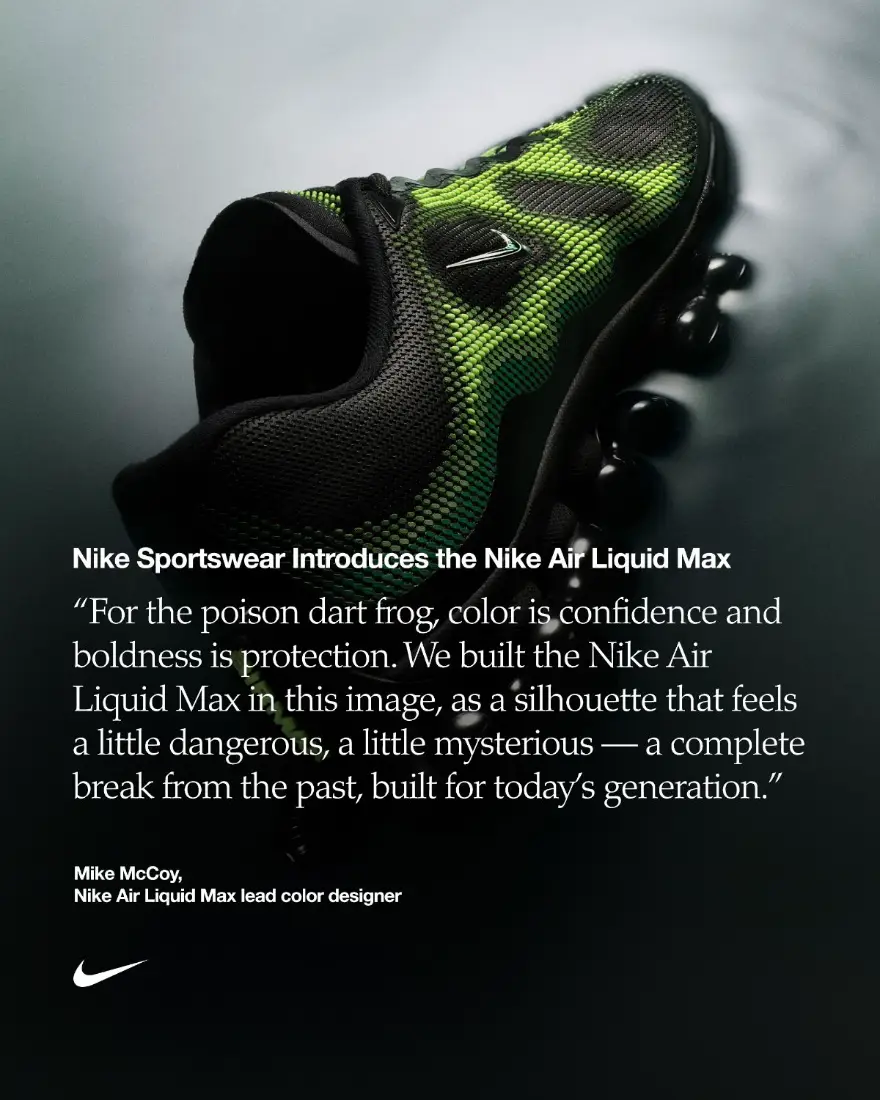 Nike Sportswear Introduces the Nike Air Liquid Max
“For the poison dart frog, color is confidence and
boldness is protection. We built the Nike Air
Liquid Max in this image, as a silhouette that feels
a little dangerous, a little mysterious — a complete
break from the past, built for today’s generation.”
Mike McCoy,
Nike Air Liquid Max lead color designer